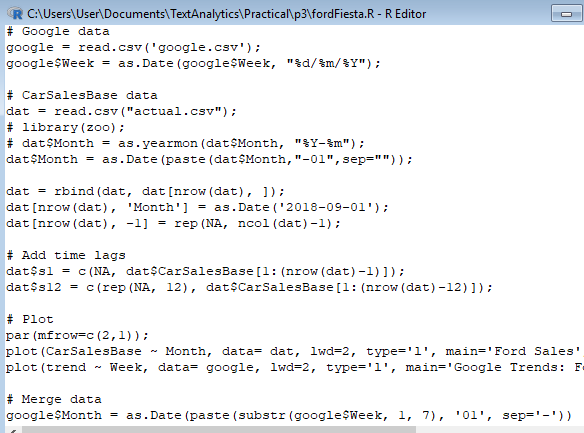 C:\Users\User\Documents\TextAnalytics\Practical\p3\fordFiesta.R - R Editor
# Google data
google = read.csv('google.csv');
google$Week = as.Date(google$Week, "%d/%m/%Y");
# CarSalesBase data
dat = read.csv("actual.csv");
# library(zoo);
# dat$Month = as.yearmon(dat$Month, "%Y-%m");
dat$Month = as.Date(paste(dat$Month,"-01",sep=""));
dat = rbind(dat, dat[nrow(dat), ]);
dat[nrow(dat), 'Month'] = as.Date('2018-09-01');
dat[nrow(dat), -1] = rep(NA, ncol(dat)-1);
# Add time lags
dat$s1 = c(NA, dat$CarSalesBase[1:(nrow(dat)-1)]);
dat$s12 = c(rep(NA, 12), dat$CarSalesBase[1:(nrow(dat)-12)]);
# Plot
par(mfrow=c(2,1));
plot(CarSalesBase ~ Month, data= dat, lwd=2, type='l', main='Ford Sales'
plot(trend ~ Week, data= google, lwd=2, type='l', main='Google Trends: F
# Merge data
google$Month = as.Date(paste(substr(google$Week, 1, 7), '01', sep='-'))